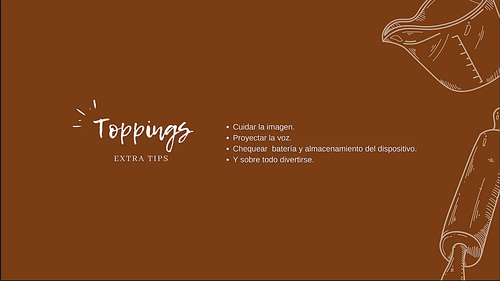 Toppings
EXTRA TIPS
• Cuidar la imagen.
• Proyectar la voz.
• Chequear  batería y almacenamiento del dispositivo.
• Y sobre todo divertirse.